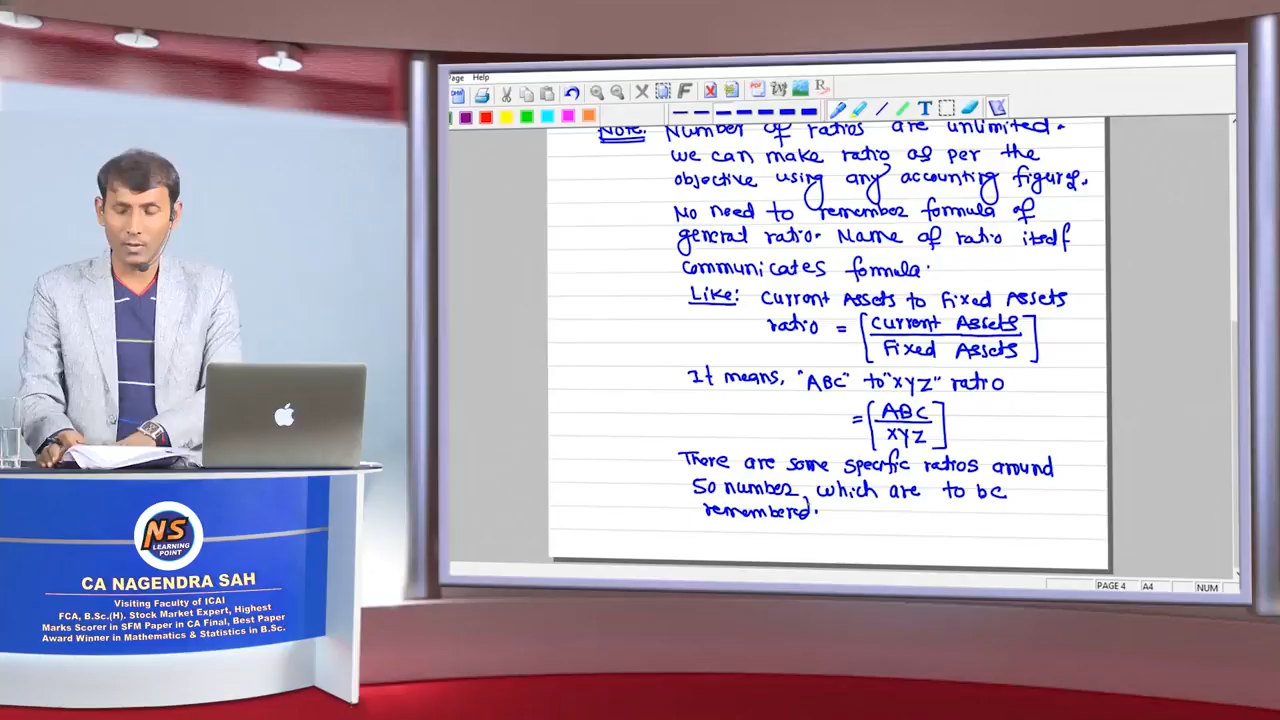 Page Help
Note: Number of ratios are unlimited.
we can make ratio as per the
objective using any accounting figures.
No need to remember formula of
general ratio. Name of ratio itself
communicates formula.
Like: Current Assets to Fixed Assets
ratio = [Current Assets
Fixed Assets]
It means, "ABC" to "XYZ" ratio
= [ABC
XYZ]
There are some specific ratios around
50 number, which are to be
remembered.
PAGE 4 A4 NUM
NS
LEARNING
POINT
CA NAGENDRA SAH
Visiting Faculty of ICAI
FCA, B.Sc.(H). Stock Market Expert, Highest
Marks Scorer in SFM Paper in CA Final, Best Paper
Award Winner in Mathematics & Statistics in B.Sc.